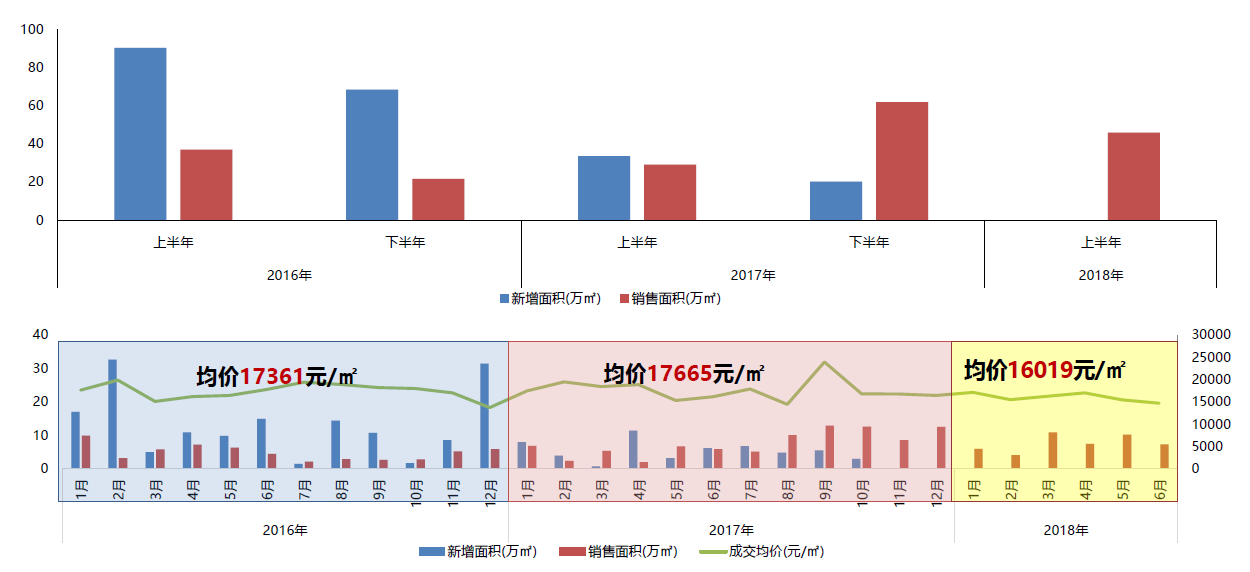 100
80
60
40
20
0
上半年 下半年 上半年 下半年 上半年
2016年 2017年 2018年
新增面积(万㎡) 销售面积(万㎡)
40 30000
30 25000
20 20000
10 15000
0 10000
5000
0
均价17361元/㎡ 均价17665元/㎡ 均价16019元/㎡
1月 2月 3月 4月 5月 6月 7月 8月 9月 10月 11月 12月 1月 2月 3月 4月 5月 6月 7月 8月 9月 10月 11月 12月 1月 2月 3月 4月 5月 6月
2016年 2017年 2018年
新增面积(万㎡) 销售面积(万㎡) 成交均价(元/㎡)